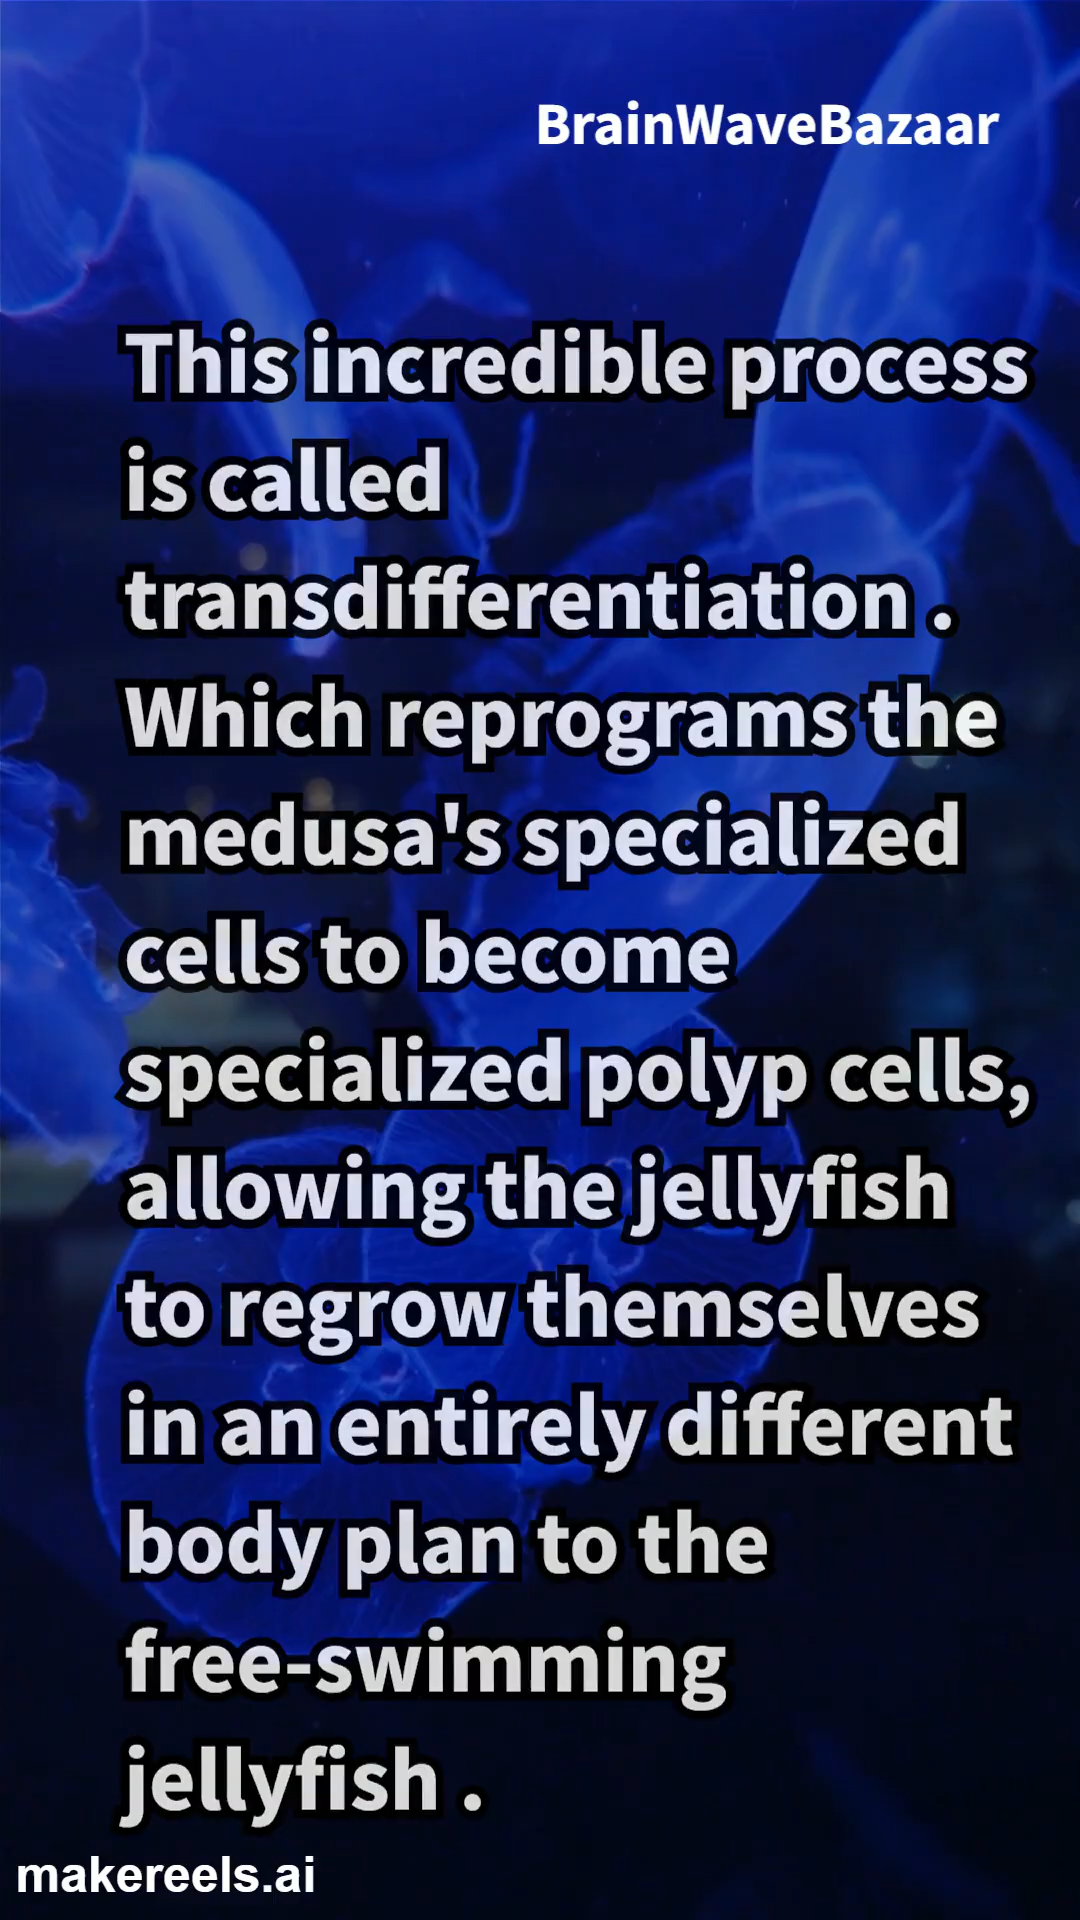 BrainWaveBazaar
This incredible process
is called
transdifferentiation .
Which reprograms the
medusa's specialized
cells to become
specialized polyp cells,
allowing the jellyfish
to regrow themselves
in an entirely different
body plan to the
free-swimming
jellyfish .
makereels.ai